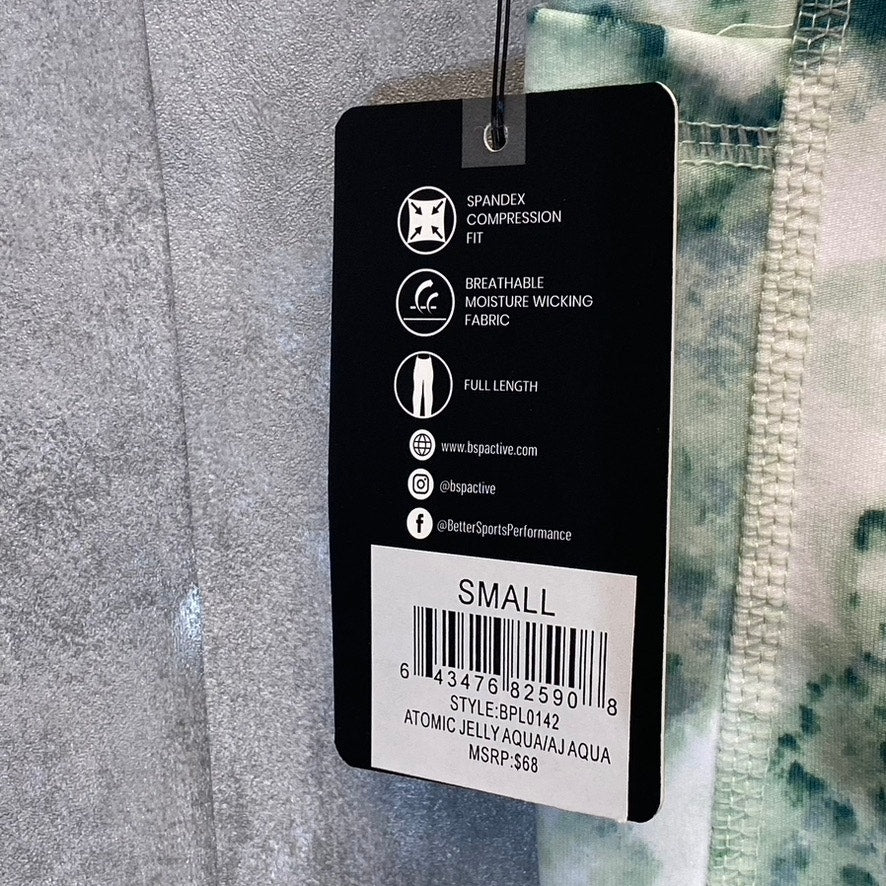 SPANDEX
COMPRESSION
FIT
BREATHABLE
MOISTURE WICKING
FABRIC
FULL LENGTH
www.bspactive.com
@bspactive
@BetterSportsPerformance
SMALL
6 43476 82590 8
STYLE:BPL0142
ATOMIC JELLY AQUA/AJ AQUA
MSRP:$68